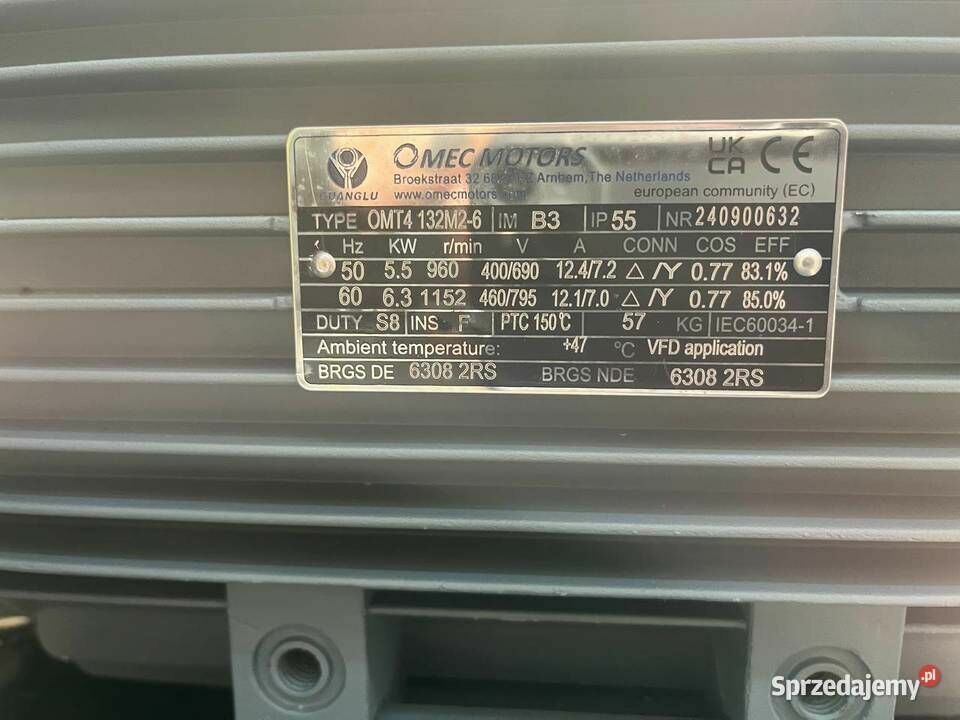 OMEC MOTORS
UK CA CE
Broekstraat 32 Arnhem, The Netherlands
GUANGLU www.omecmotors.com european community (EC)
TYPE OMT4 132M2-6 IM B3 IP 55 NR 240900632
Hz KW r/min V A CONN COS EFF
50 5.5 960 400/690 12.4/7.2 △/Y 0.77 83.1%
60 6.3 1152 460/795 12.1/7.0 △/Y 0.77 85.0%
DUTY S8 INS F PTC 150℃ 57 KG IEC60034-1
Ambient temperature: +47 °C VFD application
BRGS DE 6308 2RS BRGS NDE 6308 2RS
Sprzedajemy.pl